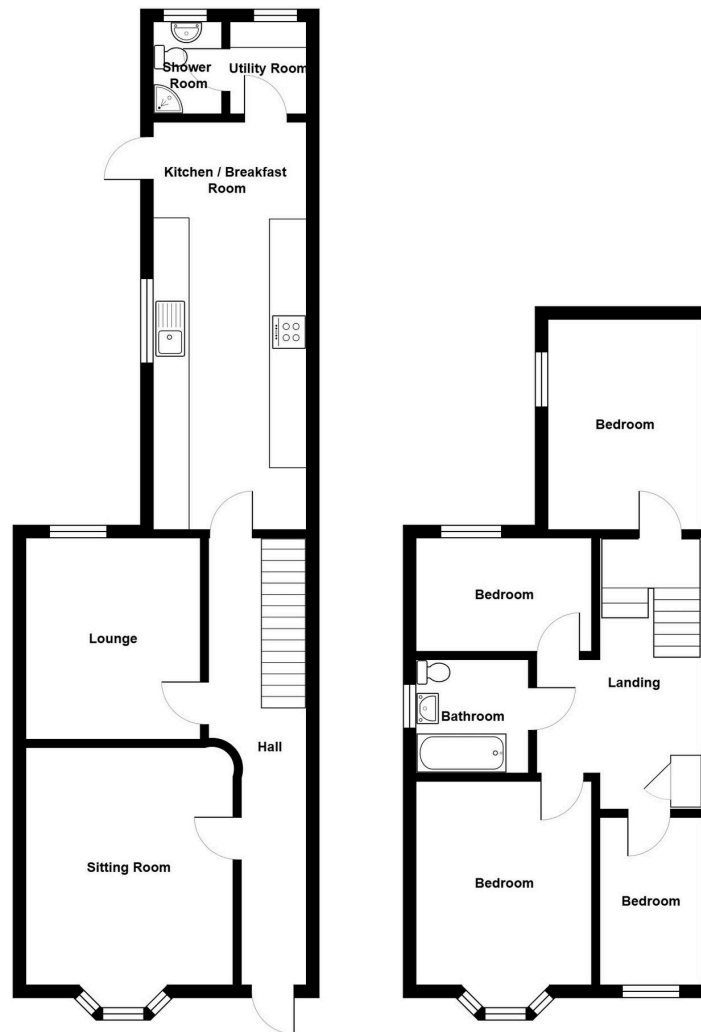 Shower
Room
Utility Room
Kitchen / Breakfast
Room
Lounge
Hall
Sitting Room
Bedroom
Bedroom
Landing
Bathroom
Bedroom
Bedroom